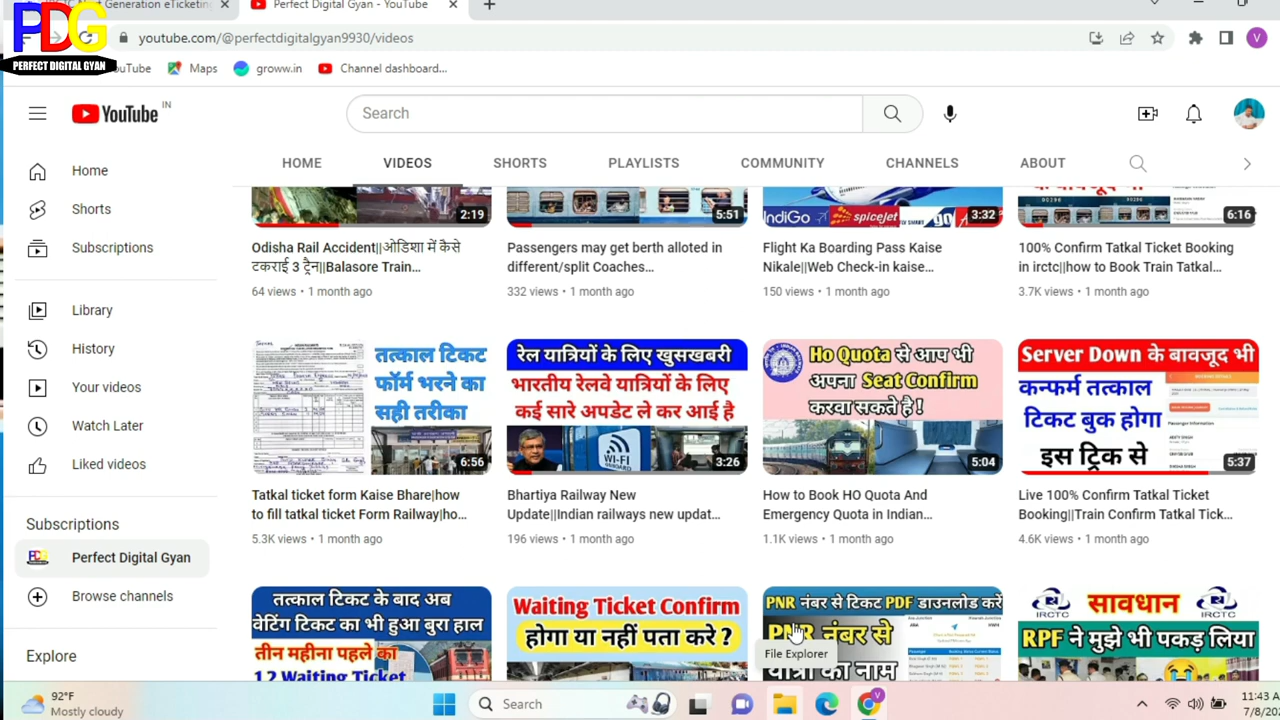 PDG
PERFECT DIGITAL GYAN
Next Generation eTicketing
Perfect Digital Gyan - YouTube
youtube.com/@perfectdigitalgyan9930/videos
V
Maps
groww.in
Channel dashboard...
YouTube IN
Search
HOME VIDEOS SHORTS PLAYLISTS COMMUNITY CHANNELS ABOUT
Home
Shorts
Subscriptions
Library
History
Your videos
Watch Later
Liked videos
Subscriptions
Perfect Digital Gyan
Browse channels
Explore
2:19
Odisha Rail Accident||ओडिशा में कैसे
टकराई 3 ट्रैन||Balasore Train...
64 views • 1 month ago
5:51
Passengers may get berth alloted in
different/split Coaches...
332 views • 1 month ago
IndiGo spicejet
3:32
Flight Ka Boarding Pass Kaise
Nikale||Web Check-in kaise...
150 views • 1 month ago
6:16
100% Confirm Tatkal Ticket Booking
in irctc||how to Book Train Tatkal...
3.7K views • 1 month ago
तत्काल टिकट
फॉर्म भरने का
सही तरीका
6:56
Tatkal ticket form Kaise Bhare|how
to fill tatkal ticket Form Railway|ho...
5.3K views • 1 month ago
रेल यात्रियों के लिए खुसखबरी
भारतीय रेलवे यात्रियों के लिए
कई सारे अपडेट ले कर आई है
WI-FI
3:26
Bhartiya Railway New
Update||Indian railways new updat...
196 views • 1 month ago
Ho Quota से आप भी
अपना Seat Confirm
करवा सकते है!
5:04
How to Book HO Quota And
Emergency Quota in Indian...
1.1K views • 1 month ago
Server Down के बावजूद भी
कन्फर्म तत्काल
टिकट बुक होगा
इस ट्रिक से
5:37
Live 100% Confirm Tatkal Ticket
Booking||Train Confirm Tatkal Tick...
4.6K views • 1 month ago
तत्काल टिकट के बाद अब
वेटिंग टिकट का भी हुआ बुरा हाल
तीन महीना पहले का
12 Waiting Ticket
Waiting Ticket Confirm
होगा या नहीं पता करे ?
PNR नंबर से टिकट PDF डाउनलोड करें
PNR नंबर से
यात्री का नाम
File Explorer
IRCTC सावधान IRCTC
RPF ने मुझे भी पकड़ लिया
92°F
Mostly cloudy
Search
V
11:43 A